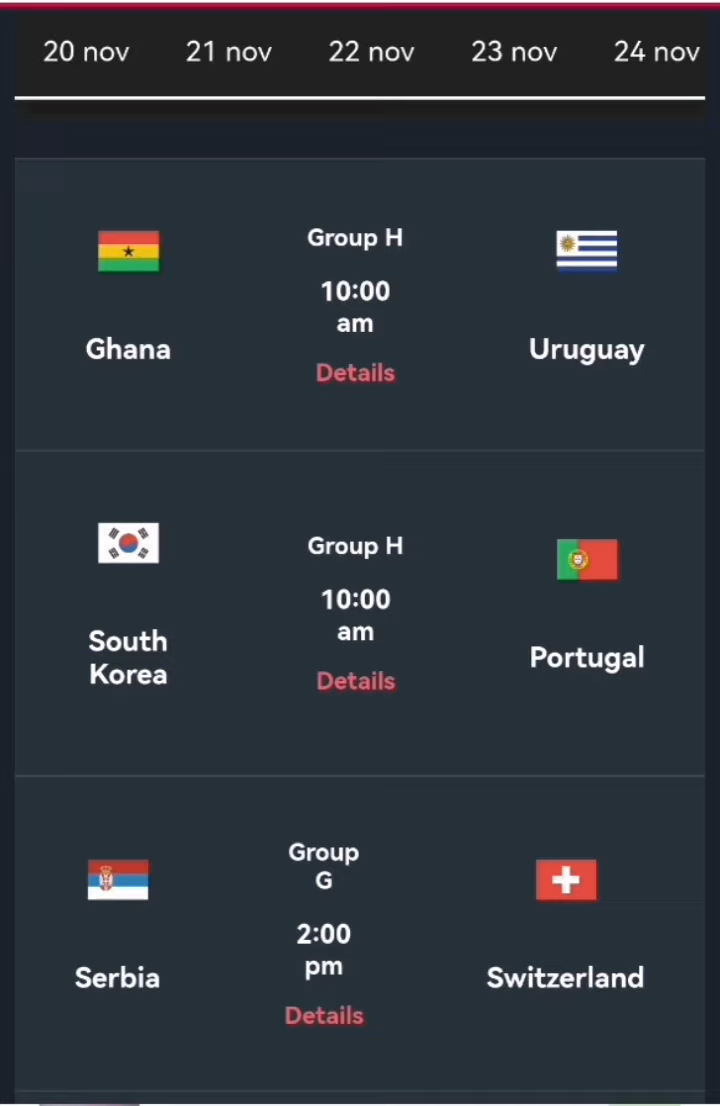 20 nov 21 nov 22 nov 23 nov 24 nov
Group H
10:00
am
Ghana
Uruguay
Details
Group H
10:00
am
South
Korea
Portugal
Details
Group
G
2:00
pm
Serbia
Switzerland
Details